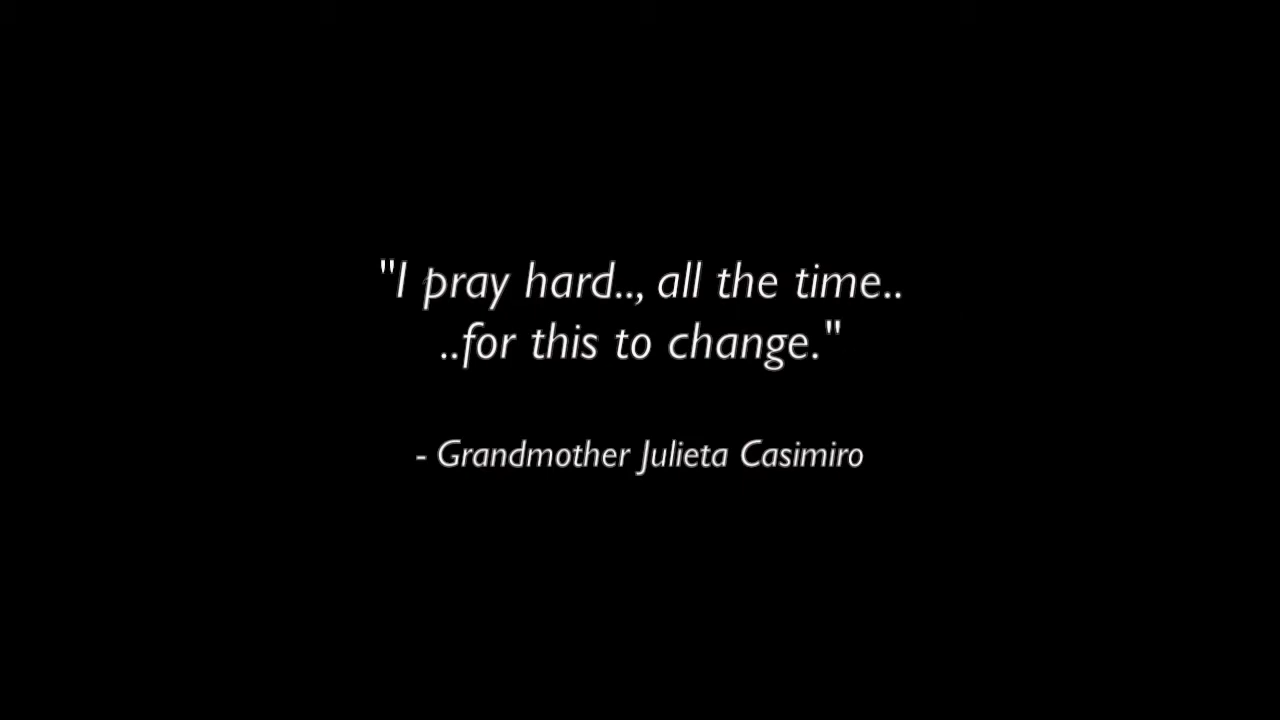 "I pray hard.., all the time..
..for this to change."
- Grandmother Julieta Casimiro